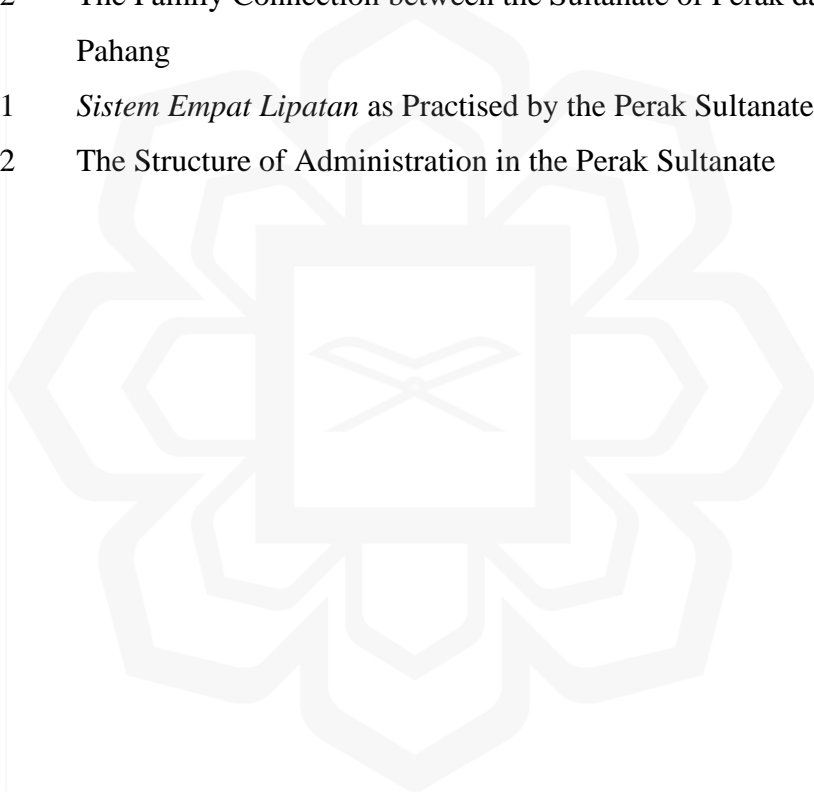 2 The Family Connection between the Sultanate of Perak da
Pahang
1 Sistem Empat Lipatan as Practised by the Perak Sultanate
2 The Structure of Administration in the Perak Sultanate